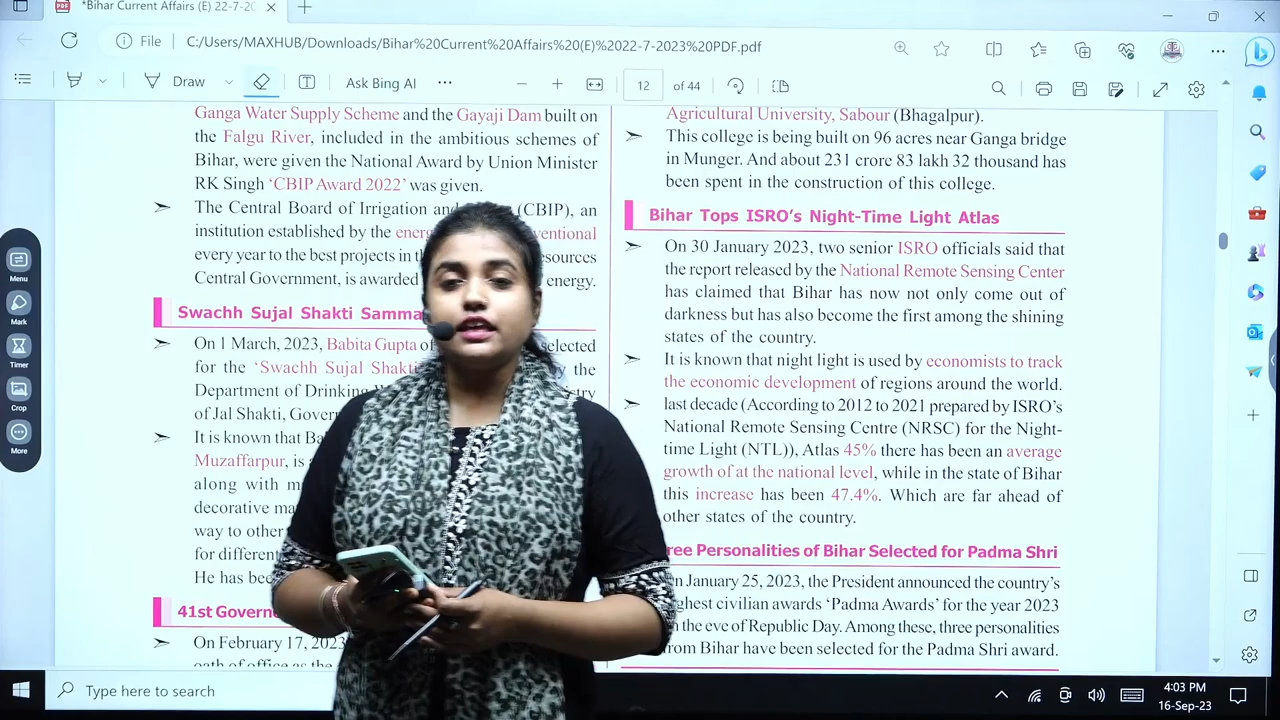 *Bihar Current Affairs (E) 22-7-20
File
C:/Users/MAXHUB/Downloads/Bihar%20Current%20Affairs%20(E)%2022-7-2023%20PDF.pdf
Draw
Ask Bing AI
12 of 44
Ganga Water Supply Scheme and the Gayaji Dam built on
the Falgu River, included in the ambitious schemes of
Bihar, were given the National Award by Union Minister
RK Singh ‘CBIP Award 2022’ was given.
➢ The Central Board of Irrigation and (CBIP), an
institution established by the
every year to the best projects in
Central Government, is awarded energy.
Swachh Sujal Shakti
➢ On 1 March, 2023, Babita Gupta selected
for the ‘Swachh Sujal Shakti the
Department of Drinking
of Jal Shakti,
➢ It is known that
Muzaffarpur, is
along with
decorative
way to other
for different
He has
41st
➢ On February 17, 2023
oath of office as the
Agricultural University, Sabour (Bhagalpur).
➢ This college is being built on 96 acres near Ganga bridge
in Munger. And about 231 crore 83 lakh 32 thousand has
been spent in the construction of this college.
Bihar Tops ISRO’s Night-Time Light Atlas
➢ On 30 January 2023, two senior ISRO officials said that
the report released by the National Remote Sensing Center
has claimed that Bihar has now not only come out of
darkness but has also become the first among the shining
states of the country.
➢ It is known that night light is used by economists to track
the economic development of regions around the world.
➢ last decade (According to 2012 to 2021 prepared by ISRO’s
National Remote Sensing Centre (NRSC) for the Night-
time Light (NTL)), Atlas 45% there has been an average
growth of at the national level, while in the state of Bihar
this increase has been 47.4%. Which are far ahead of
other states of the country.
Personalities of Bihar Selected for Padma Shri
January 25, 2023, the President announced the country’s
civilian awards ‘Padma Awards’ for the year 2023
the eve of Republic Day. Among these, three personalities
from Bihar have been selected for the Padma Shri award.
Menu
Mark
Timer
Crop
More
Type here to search
4:03 PM
16-Sep-23